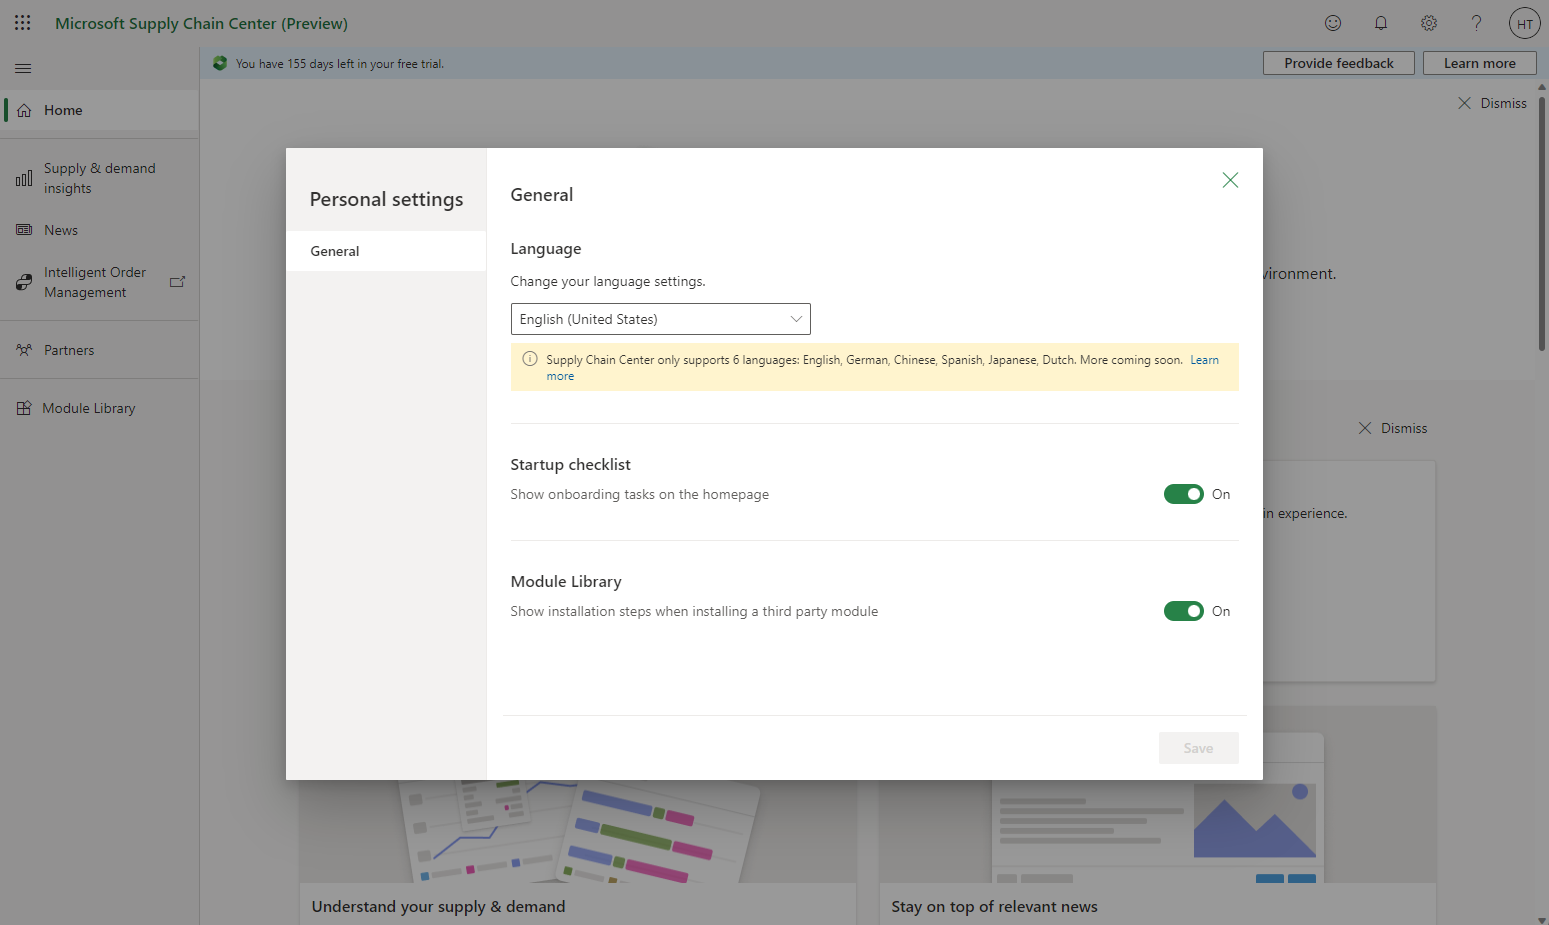 Microsoft Supply Chain Center (Preview)
HT
You have 155 days left in your free trial.
Provide feedback
Learn more
Home
Supply & demand
insights
News
Intelligent Order
Management
Partners
Module Library
Dismiss
vironment.
Dismiss
in experience.
Personal settings
General
General
Language
Change your language settings.
English (United States)
Supply Chain Center only supports 6 languages: English, German, Chinese, Spanish, Japanese, Dutch. More coming soon. Learn
more
Startup checklist
Show onboarding tasks on the homepage
On
Module Library
Show installation steps when installing a third party module
On
Save
Understand your supply & demand
Stay on top of relevant news